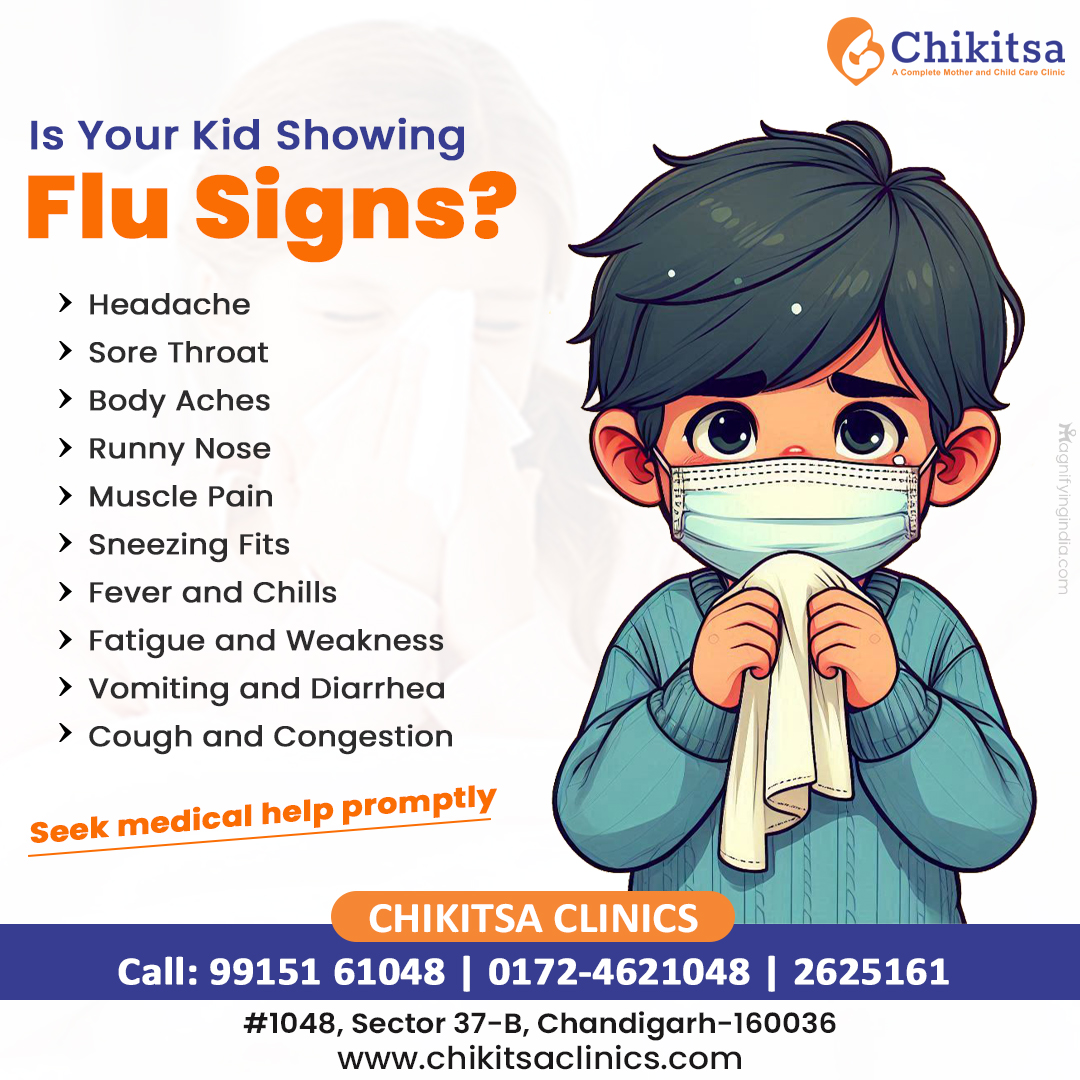 Chikitsa
A Complete Mother and Child Care Clinic
Is Your Kid Showing
Flu Signs?
Headache
Sore Throat
Body Aches
Runny Nose
Muscle Pain
Sneezing Fits
Fever and Chills
Fatigue and Weakness
Vomiting and Diarrhea
Cough and Congestion
Seek medical help promptly
Magnifyingindia.com
CHIKITSA CLINICS
Call: 99151 61048 | 0172-4621048 | 2625161
#1048, Sector 37-B, Chandigarh-160036
www.chikitsaclinics.com